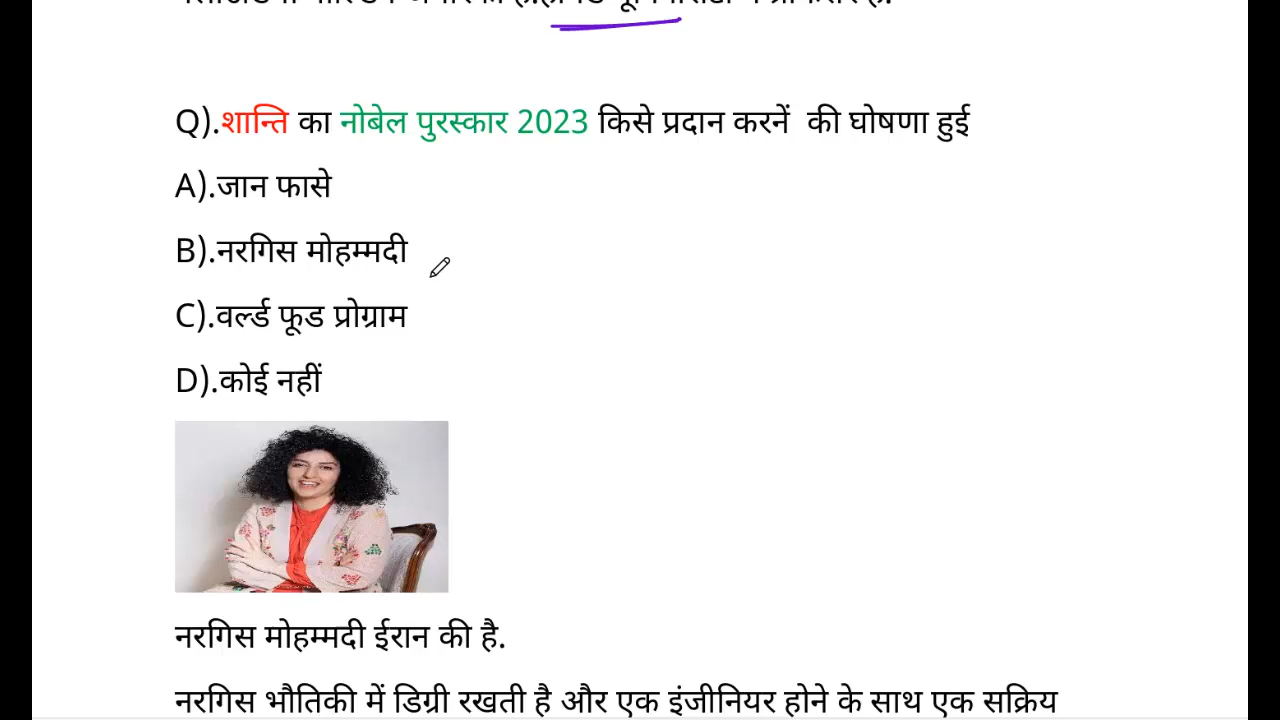 Q).शान्ति का नोबेल पुरस्कार 2023 किसे प्रदान करनें की घोषणा हुई
A).जान फासे
B).नरगिस मोहम्मदी
C).वर्ल्ड फूड प्रोग्राम
D).कोई नहीं
नरगिस मोहम्मदी ईरान की है.
नरगिस भौतिकी में डिग्री रखती है और एक इंजीनियर होने के साथ एक सक्रिय